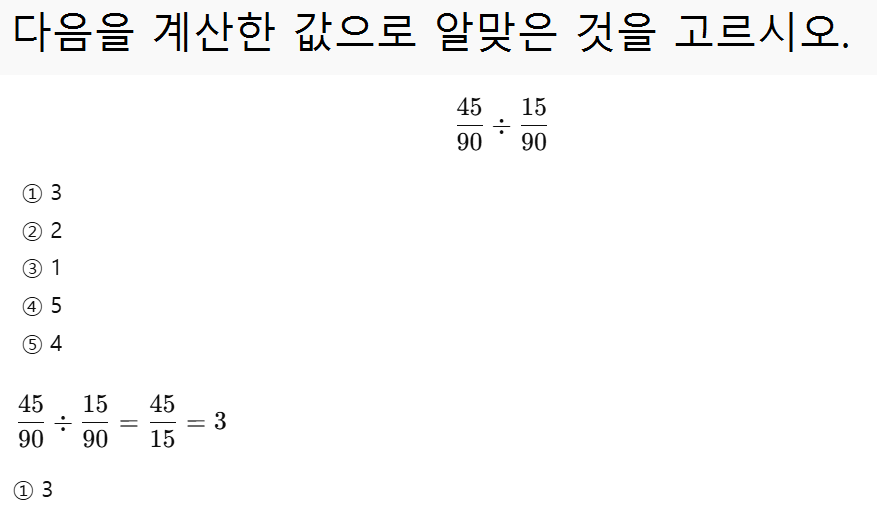 다음을 계산한 값으로 알맞은 것을 고르시오.
45/90 ÷ 15/90
① 3
② 2
③ 1
④ 5
⑤ 4
45/90 ÷ 15/90 = 45/15 = 3
① 3